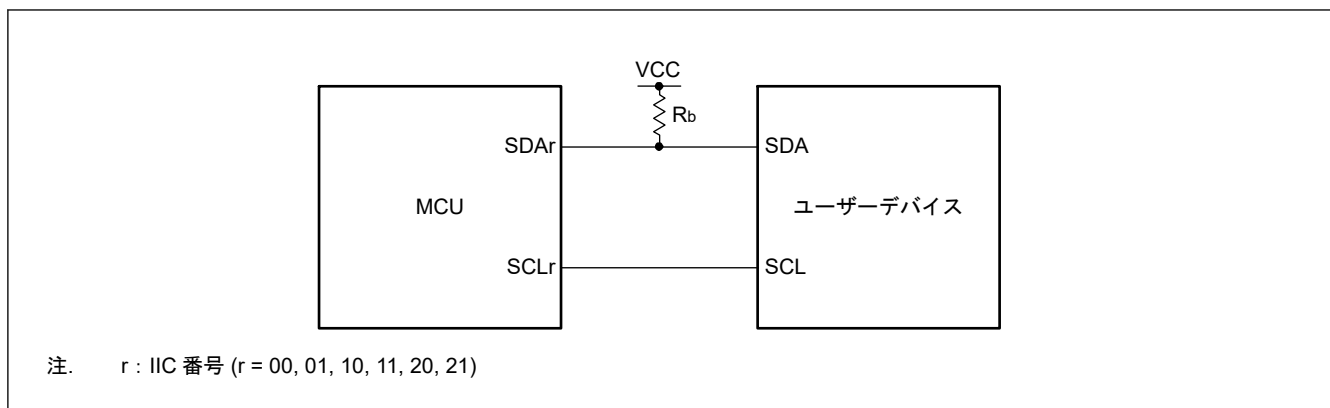 VCC
Rb
SDAr
SDA
MCU
ユーザーデバイス
SCLr
SCL
注. r：IIC 番号 (r = 00, 01, 10, 11, 20, 21)